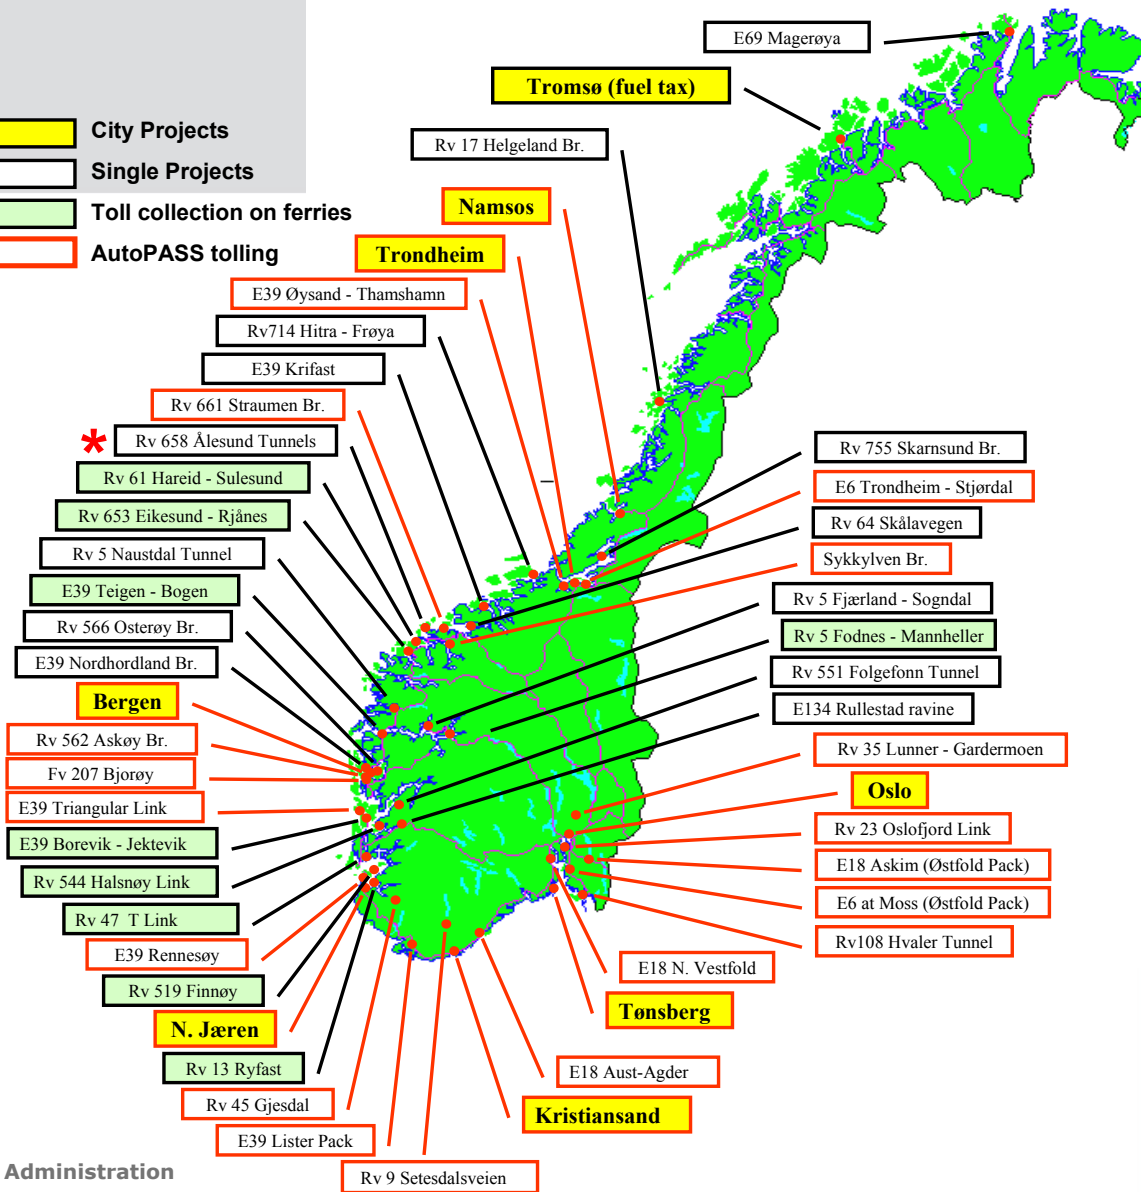 E69 Magerøya
Tromsø (fuel tax)
City Projects
Rv 17 Helgeland Br.
Single Projects
Namsos
Toll collection on ferries
Trondheim
AutoPASS tolling
E39 Øysand - Thamshamn
Rv714 Hitra - Frøya
E39 Krifast
Rv 661 Straumen Br.
* Rv 658 Ålesund Tunnels
Rv 61 Hareid - Sulesund
Rv 653 Eikesund - Rjånes
Rv 5 Naustdal Tunnel
E39 Teigen - Bogen
Rv 566 Osterøy Br.
E39 Nordhordland Br.
Bergen
Rv 562 Askøy Br.
Fv 207 Bjorøy
E39 Triangular Link
E39 Borevik - Jektevik
Rv 544 Halsnøy Link
Rv 47 T Link
E39 Rennesøy
Rv 519 Finnøy
N. Jæren
Rv 13 Ryfast
Rv 45 Gjesdal
E39 Lister Pack
Rv 9 Setesdalsveien
Rv 755 Skarnsund Br.
E6 Trondheim - Stjørdal
Rv 64 Skålavegen
Sykkylven Br.
Rv 5 Fjærland - Sogndal
Rv 5 Fodnes - Mannheller
Rv 551 Folgefonn Tunnel
E134 Rullestad ravine
Rv 35 Lunner - Gardermoen
Oslo
Rv 23 Oslofjord Link
E18 Askim (Østfold Pack)
E6 at Moss (Østfold Pack)
Rv108 Hvaler Tunnel
E18 N. Vestfold
Tønsberg
E18 Aust-Agder
Kristiansand
Administration